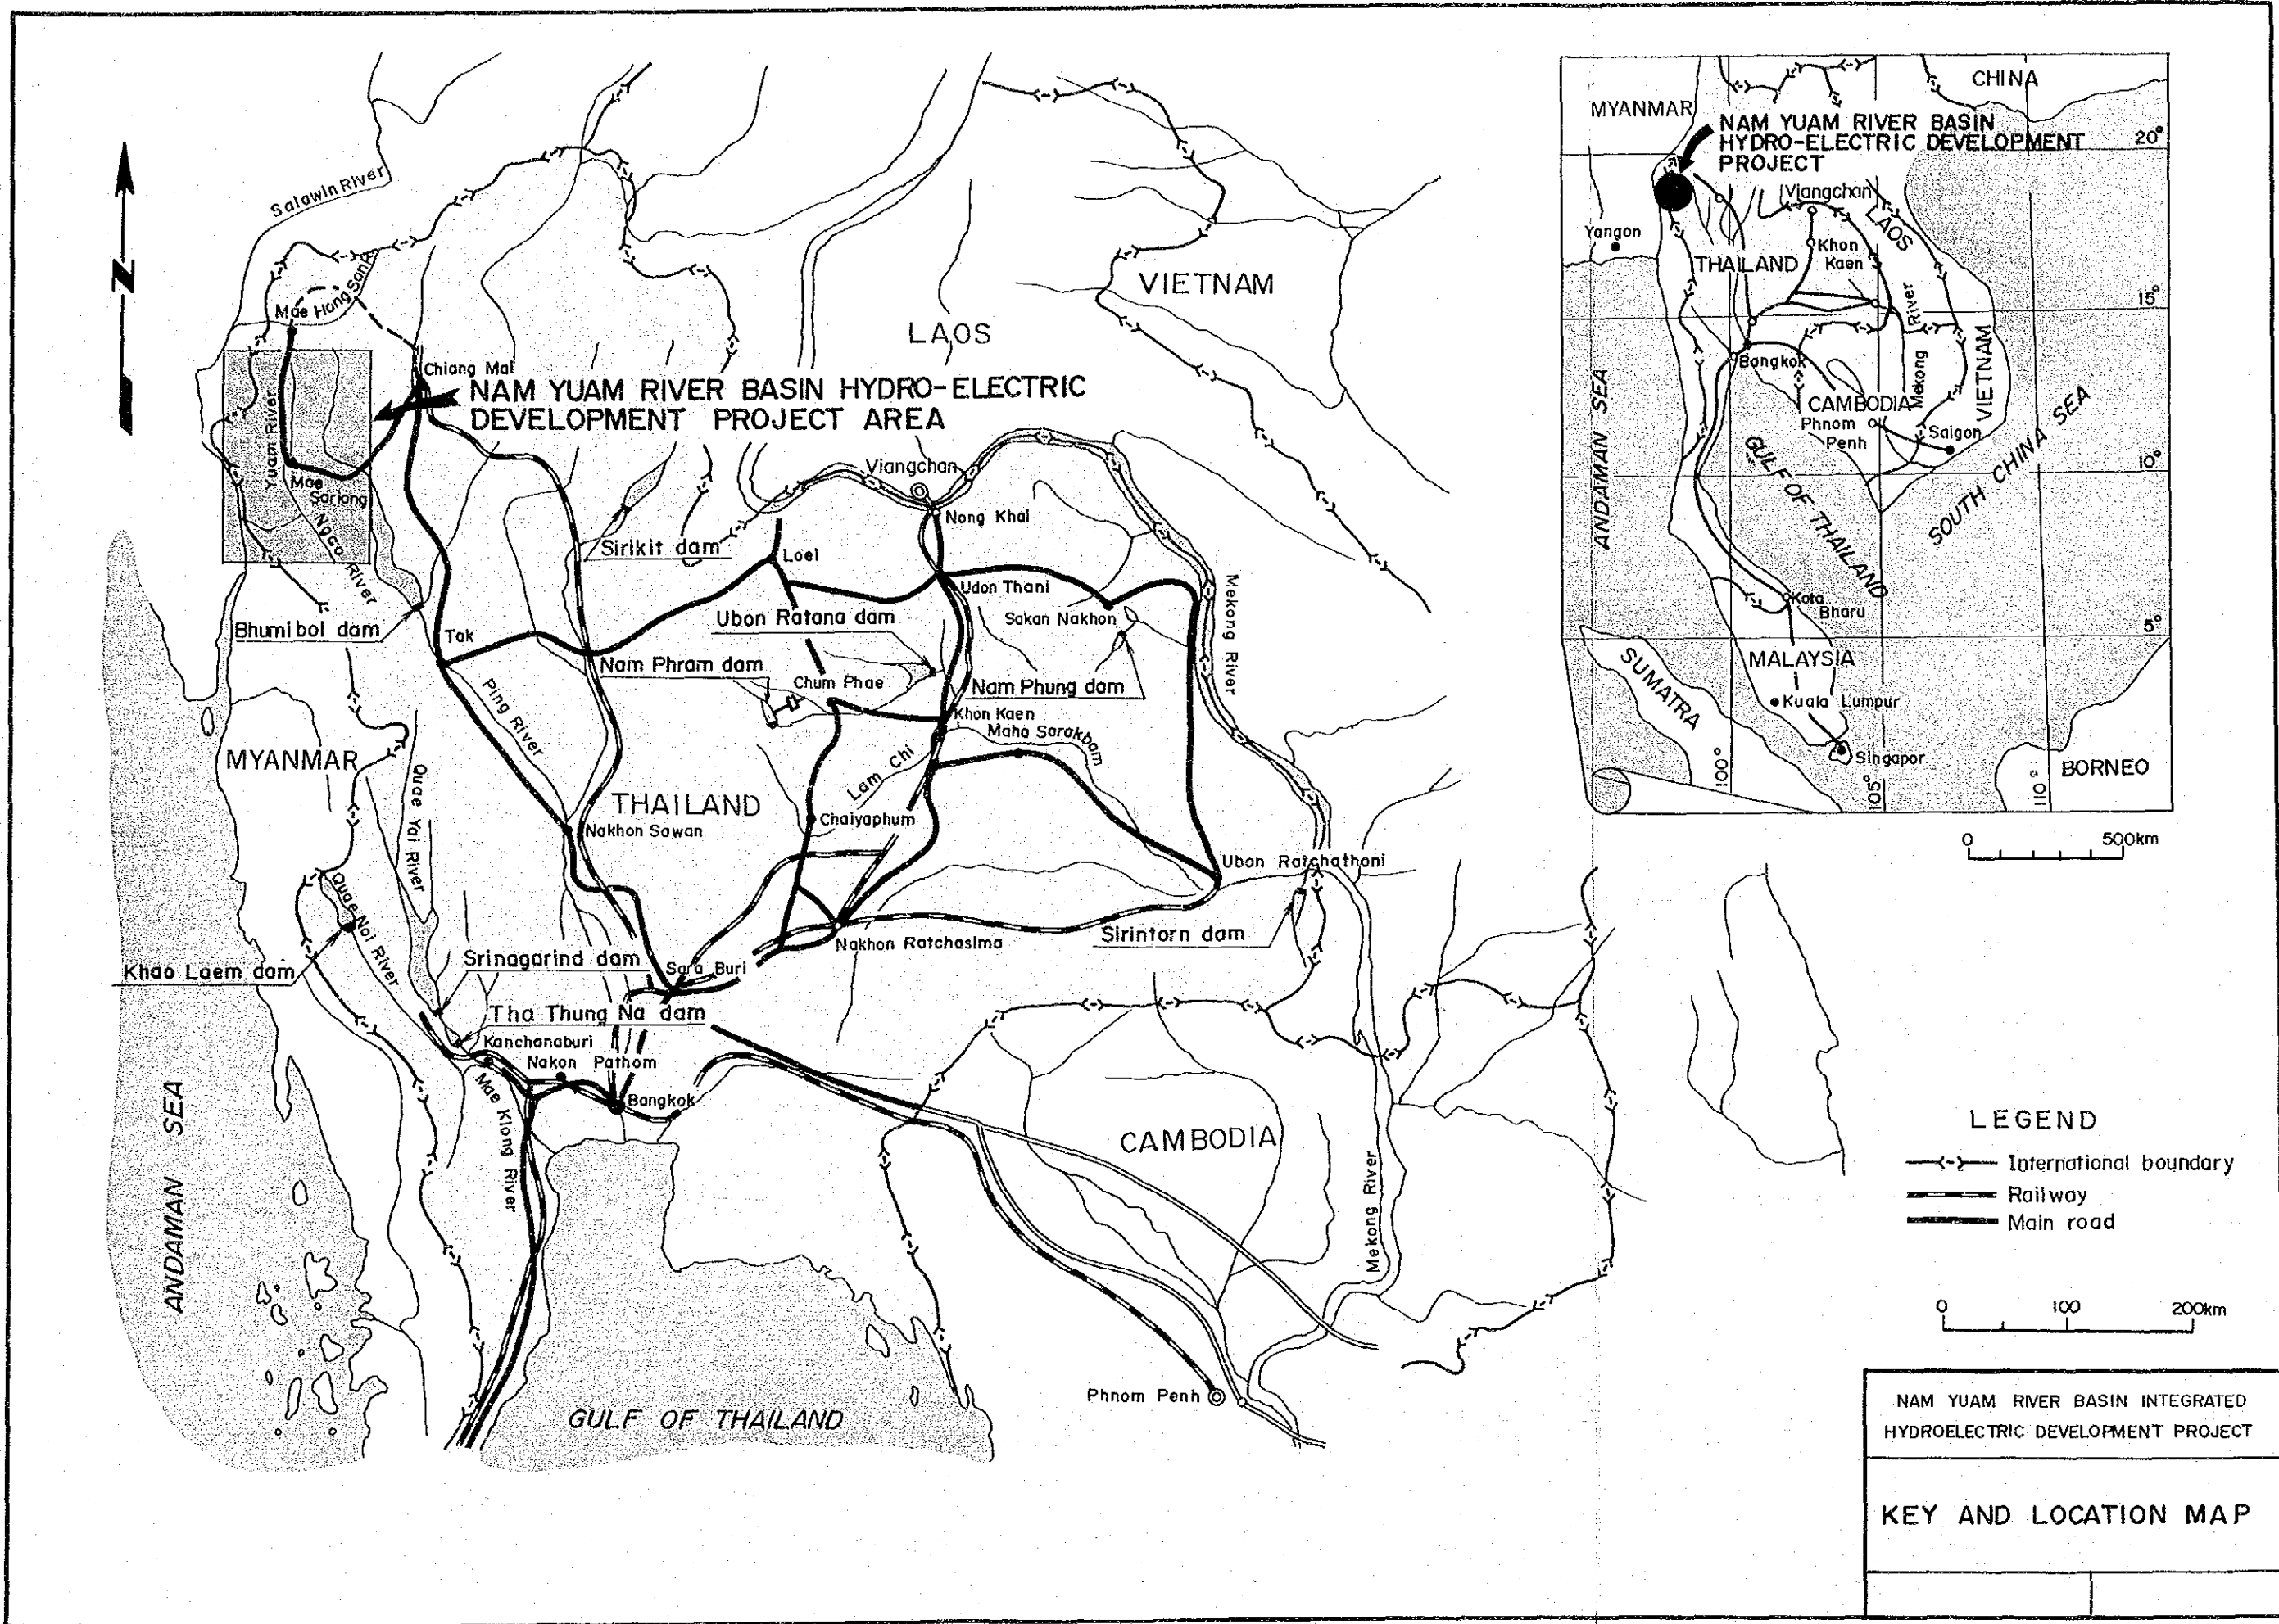 Salawin River
N
Mae Hong Son
Chiang Mai
NAM YUAM RIVER BASIN HYDRO-ELECTRIC
DEVELOPMENT PROJECT AREA
Yuam River
Mae
Sariang
Ngao River
VIETNAM
LAOS
Viangchan
Nong Khai
Sirikit dam
Loei
Udon Thani
Sakan Nakhon
Mekong River
Bhumibol dam
Tak
Ubon Ratana dam
Nam Phram dam
Chum Phae
Nam Phung dam
Khon Kaen
Maha Sarakham
Ping River
Lam Chi
MYANMAR
Quae Yai River
THAILAND
Nakhon Sawan
Chaiyaphum
Ubon Ratchathani
Quae Noi River
Nakhon Ratchasima
Sirintorn dam
Khao Laem dam
Srinagarind dam
Sara Buri
Tha Thung Na dam
Kanchanaburi
Nakon Pathom
Bangkok
Mae Klong River
CAMBODIA
Mekong River
ANDAMAN SEA
GULF OF THAILAND
Phnom Penh
CHINA
MYANMAR
NAM YUAM RIVER BASIN
HYDRO-ELECTRIC DEVELOPMENT
PROJECT
20°
Viangchan
Yangon
LAOS
Khon
Kaen
THAILAND
15°
River
Mekong
Bangkok
VIETNAM
CAMBODIA
Phnom
Penh
Saigon
ANDAMAN SEA
GULF OF THAILAND
SOUTH CHINA SEA
10°
Kota
Bharu
5°
MALAYSIA
SUMATRA
Kuala Lumpur
Singapor
BORNEO
100°
105°
110°
0 500km
LEGEND
International boundary
Railway
Main road
0 100 200km
NAM YUAM RIVER BASIN INTEGRATED
HYDROELECTRIC DEVELOPMENT PROJECT
KEY AND LOCATION MAP